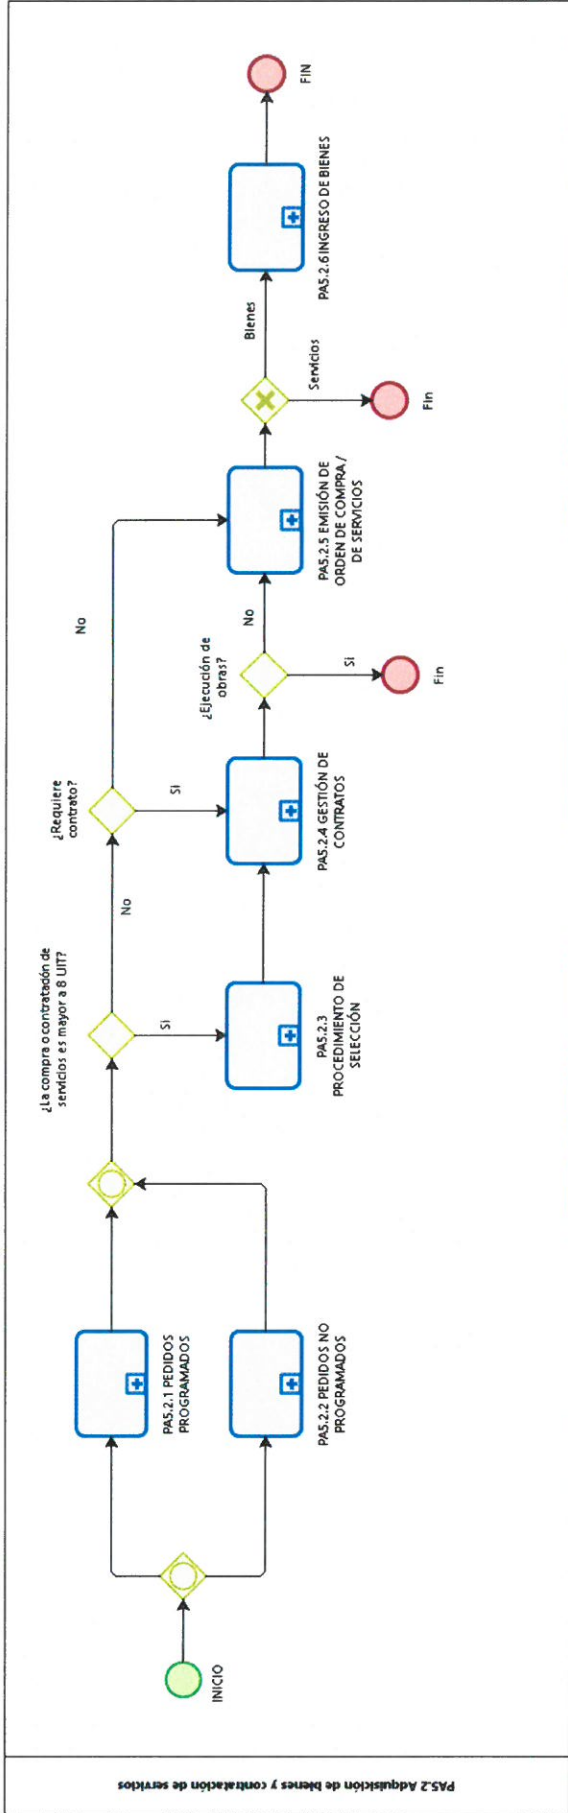 PA5.2 Adquisición de bienes y contratación de servicios
INICIO
PA5.2.1 PEDIDOS
PROGRAMADOS
PA5.2.2 PEDIDOS NO
PROGRAMADOS
¿La compra o contratación de
servicios es mayor a 8 UIT?
Si
No
PA5.2.3
PROCEDIMIENTO DE
SELECCIÓN
¿Requiere
contrato?
Si
No
PA5.2.4 GESTIÓN DE
CONTRATOS
¿Ejecución de
obras?
No
Si
Fin
PA5.2.5 EMISIÓN DE
ORDEN DE COMPRA /
DE SERVICIOS
Bienes
Servicios
Fin
PA5.2.6 INGRESO DE BIENES
FIN